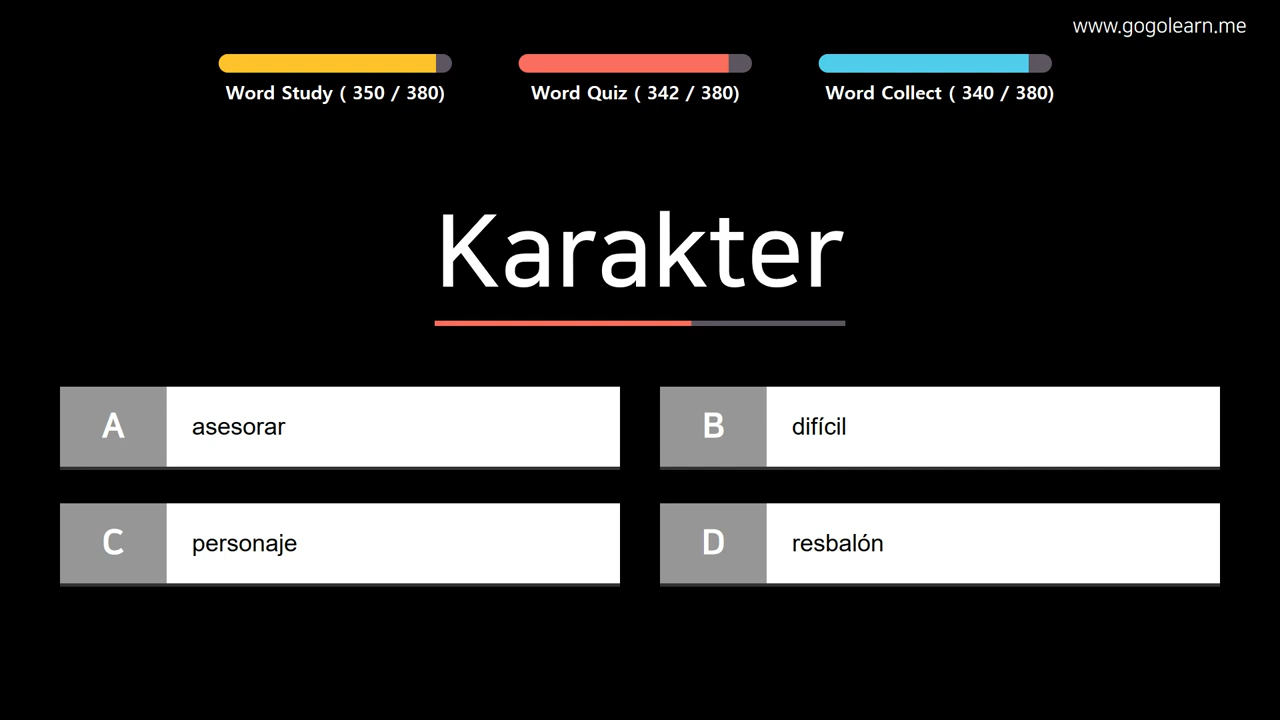 www.gogolearn.me
Word Study ( 350 / 380)
Word Quiz ( 342 / 380)
Word Collect ( 340 / 380)
Karakter
A asesorar
B difícil
C personaje
D resbalón